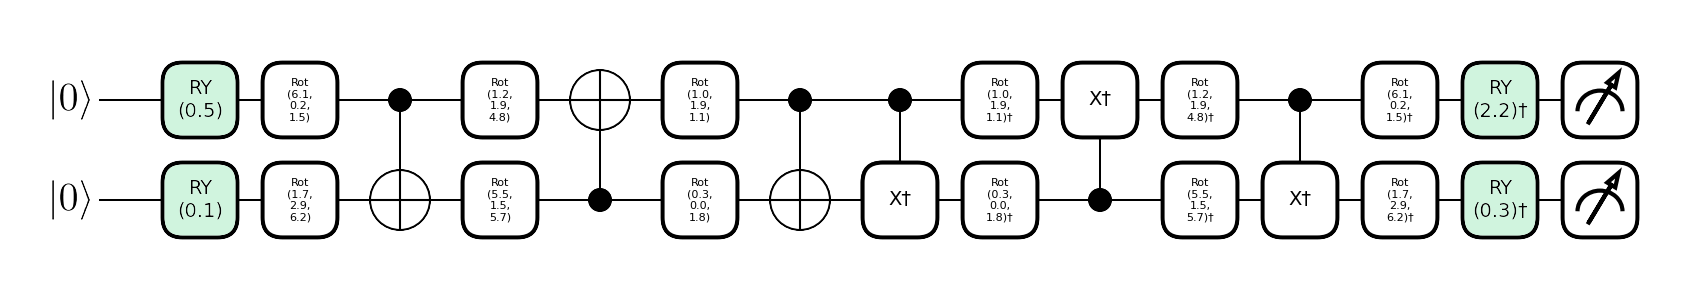 |0⟩
RY
(0.5)
Rot
(6.1,
0.2,
1.5)
Rot
(1.2,
1.9,
4.8)
Rot
(1.0,
1.9,
1.1)
Rot
(1.0,
1.9,
1.1)†
X†
Rot
(1.2,
1.9,
4.8)†
Rot
(6.1,
0.2,
1.5)†
RY
(2.2)†
|0⟩
RY
(0.1)
Rot
(1.7,
2.9,
6.2)
Rot
(5.5,
1.5,
5.7)
Rot
(0.3,
0.0,
1.8)
X†
Rot
(0.3,
0.0,
1.8)†
Rot
(5.5,
1.5,
5.7)†
X†
Rot
(1.7,
2.9,
6.2)†
RY
(0.3)†